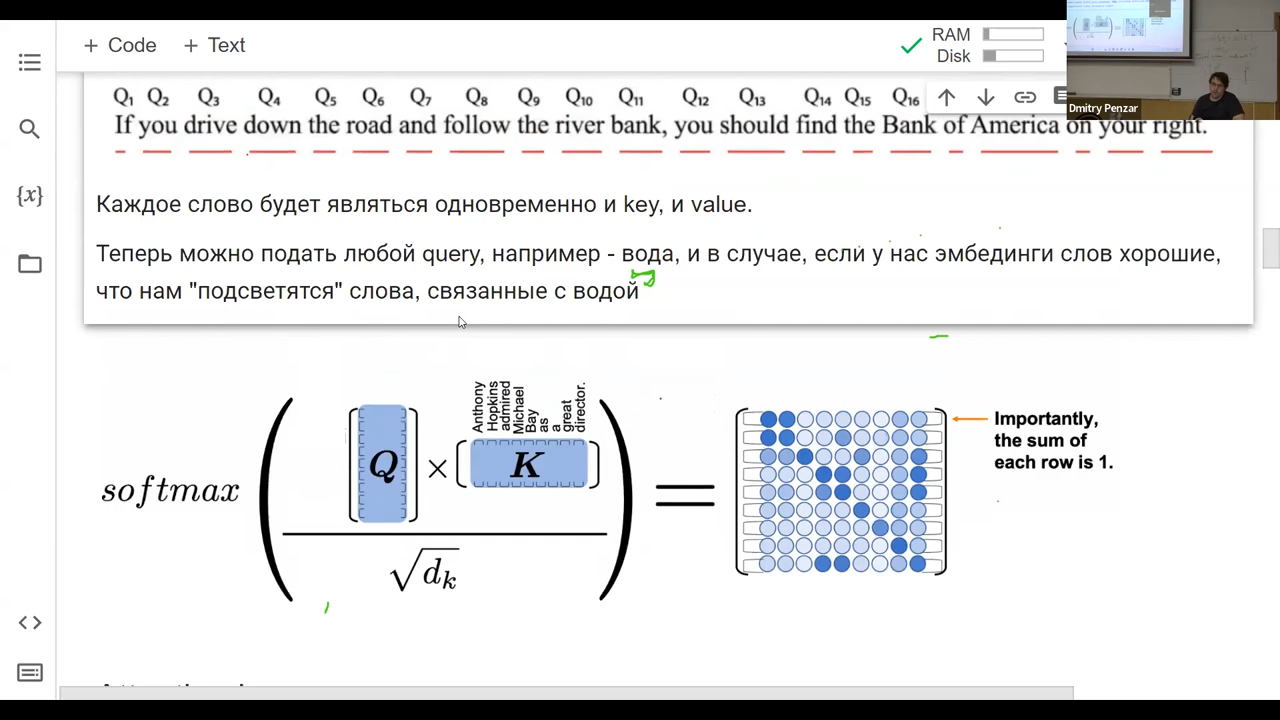 + Code + Text
RAM
Disk
Dmitry Penzar
Q₁ Q₂ Q₃ Q₄ Q₅ Q₆ Q₇ Q₈ Q₉ Q₁₀ Q₁₁ Q₁₂ Q₁₃ Q₁₄ Q₁₅ Q₁₆
If you drive down the road and follow the river bank, you should find the Bank of America on your right.
{x}
Каждое слово будет являться одновременно и key, и value.
Теперь можно подать любой query, например - вода, и в случае, если у нас эмбединги слов хорошие,
что нам "подсветятся" слова, связанные с водой
Anthony
Hopkins
admired
Michael
Bay
as
a
great
director.
softmax ( Q × K ) =
√dₖ
Importantly,
the sum of
each row is 1.